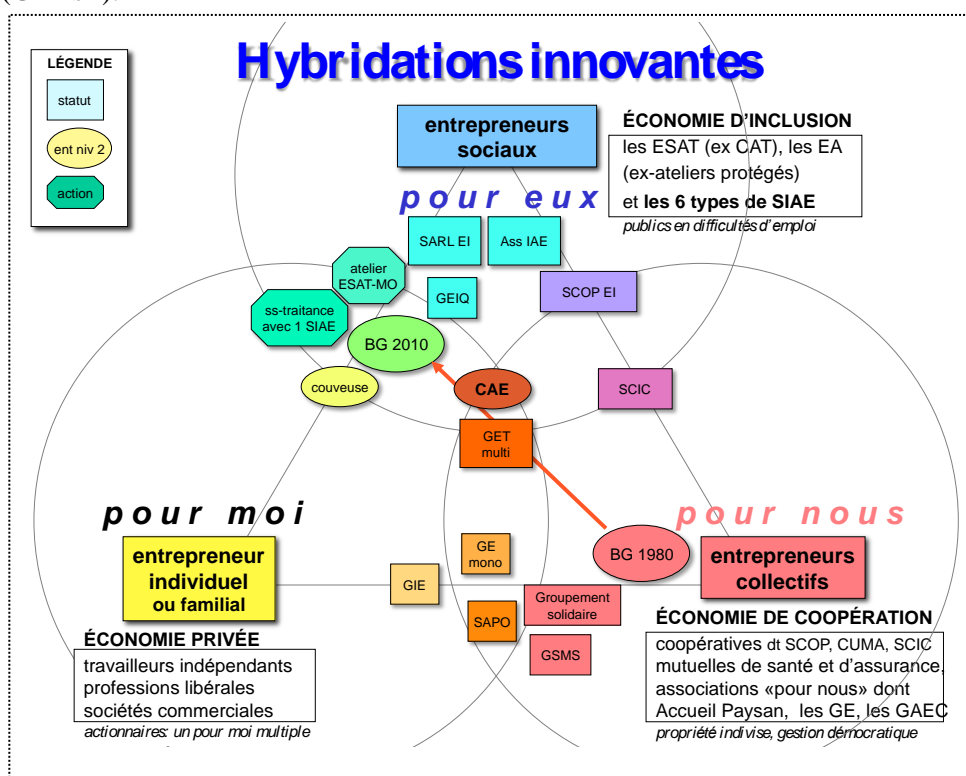 Hybridations innovantes
LÉGENDE
statut
ent niv 2
action
entrepreneurs
sociaux
pour eux
ÉCONOMIE D'INCLUSION
les ESAT (ex CAT), les EA
(ex-ateliers protégés)
et les 6 types de SIAE
publics en difficultés d'emploi
SARL EI
Ass IAE
atelier
ESAT-MO
GEIQ
SCOP EI
ss-traitance
avec 1 SIAE
BG 2010
couveuse
CAE
SCIC
GET
multi
pour moi
pour nous
entrepreneur
individuel
ou familial
GE
mono
BG 1980
entrepreneurs
collectifs
GIE
Groupement
solidaire
SAPO
GSMS
ÉCONOMIE PRIVÉE
travailleurs indépendants
professions libérales
sociétés commerciales
actionnaires: un pour moi multiple
ÉCONOMIE DE COOPÉRATION
coopératives dt SCOP, CUMA, SCIC
mutuelles de santé et d'assurance,
associations «pour nous» dont
Accueil Paysan, les GE, les GAEC
propriété indivise, gestion démocratique